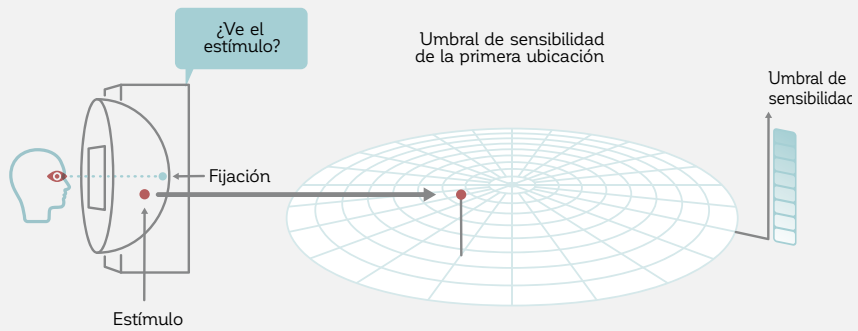 ¿Ve el
estímulo?
Umbral de sensibilidad
de la primera ubicación
Umbral de
sensibilidad
Fijación
Estímulo